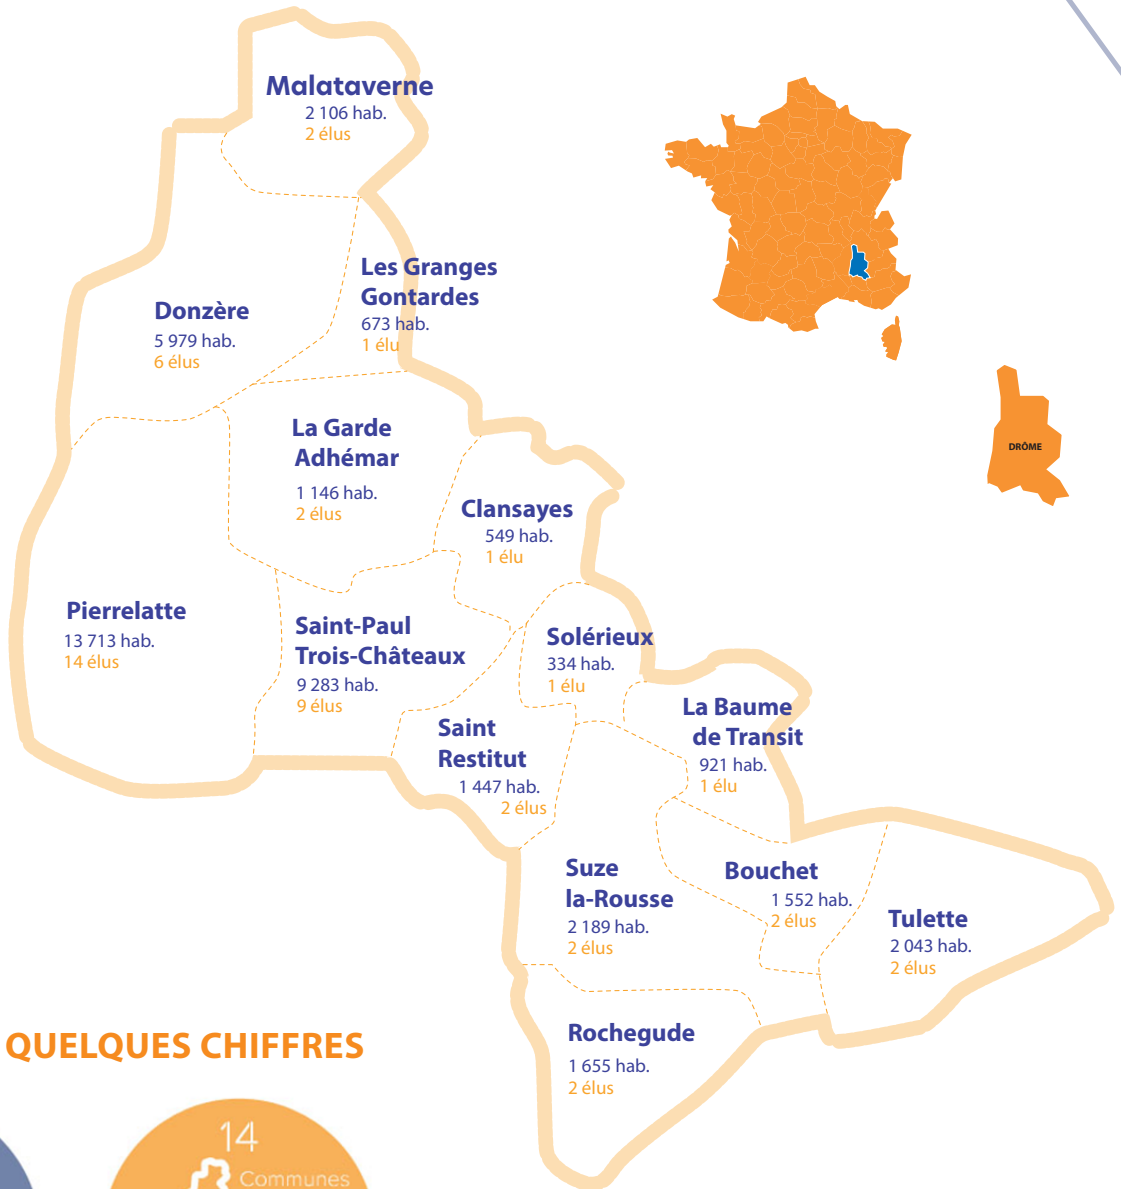 Malataverne
2 106 hab.
2 élus
Les Granges
Gontardes
673 hab.
1 élu
Donzère
5 979 hab.
6 élus
La Garde
Adhémar
1 146 hab.
2 élus
DRÔME
Clansayes
549 hab.
1 élu
Pierrelatte
13 713 hab.
14 élus
Saint-Paul
Trois-Châteaux
9 283 hab.
9 élus
Solérieux
334 hab.
1 élu
La Baume
de Transit
921 hab.
1 élu
Saint
Restitut
1 447 hab.
2 élus
Suze
la-Rousse
2 189 hab.
2 élus
Bouchet
1 552 hab.
2 élus
Tulette
2 043 hab.
2 élus
Rochegude
1 655 hab.
2 élus
QUELQUES CHIFFRES
14
Communes